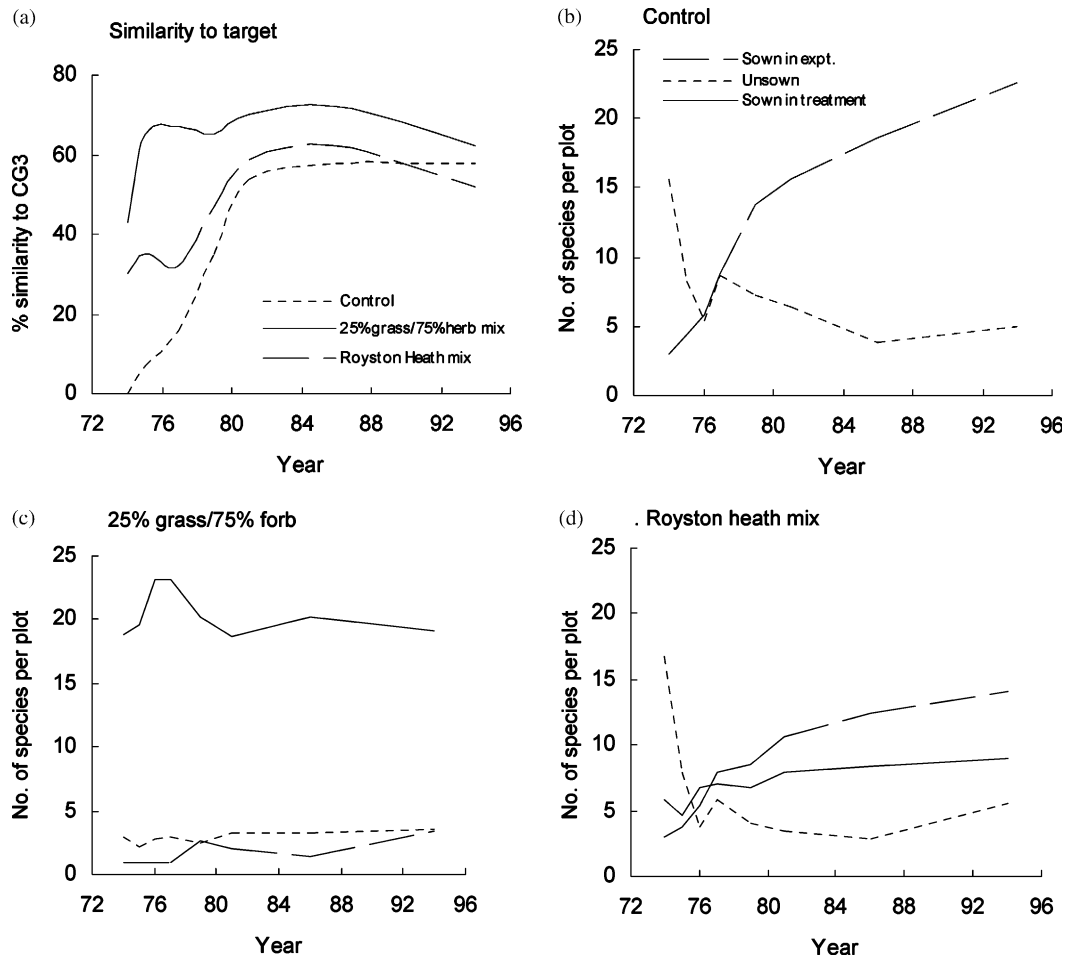 (a)
Similarity to target
80
60
40
20
0
% similarity to CG3
Control
25%grass/75%herb mix
Royston Heath mix
72 76 80 84 88 92 96
Year
(b)
Control
25
20
15
10
5
0
No. of species per plot
Sown in expt.
Unsown
Sown in treatment
72 76 80 84 88 92 96
Year
(c)
25% grass/75% forb
25
20
15
10
5
0
No. of species per plot
72 76 80 84 88 92 96
Year
(d)
. Royston heath mix
25
20
15
10
5
0
No. of species per plot
72 76 80 84 88 92 96
Year